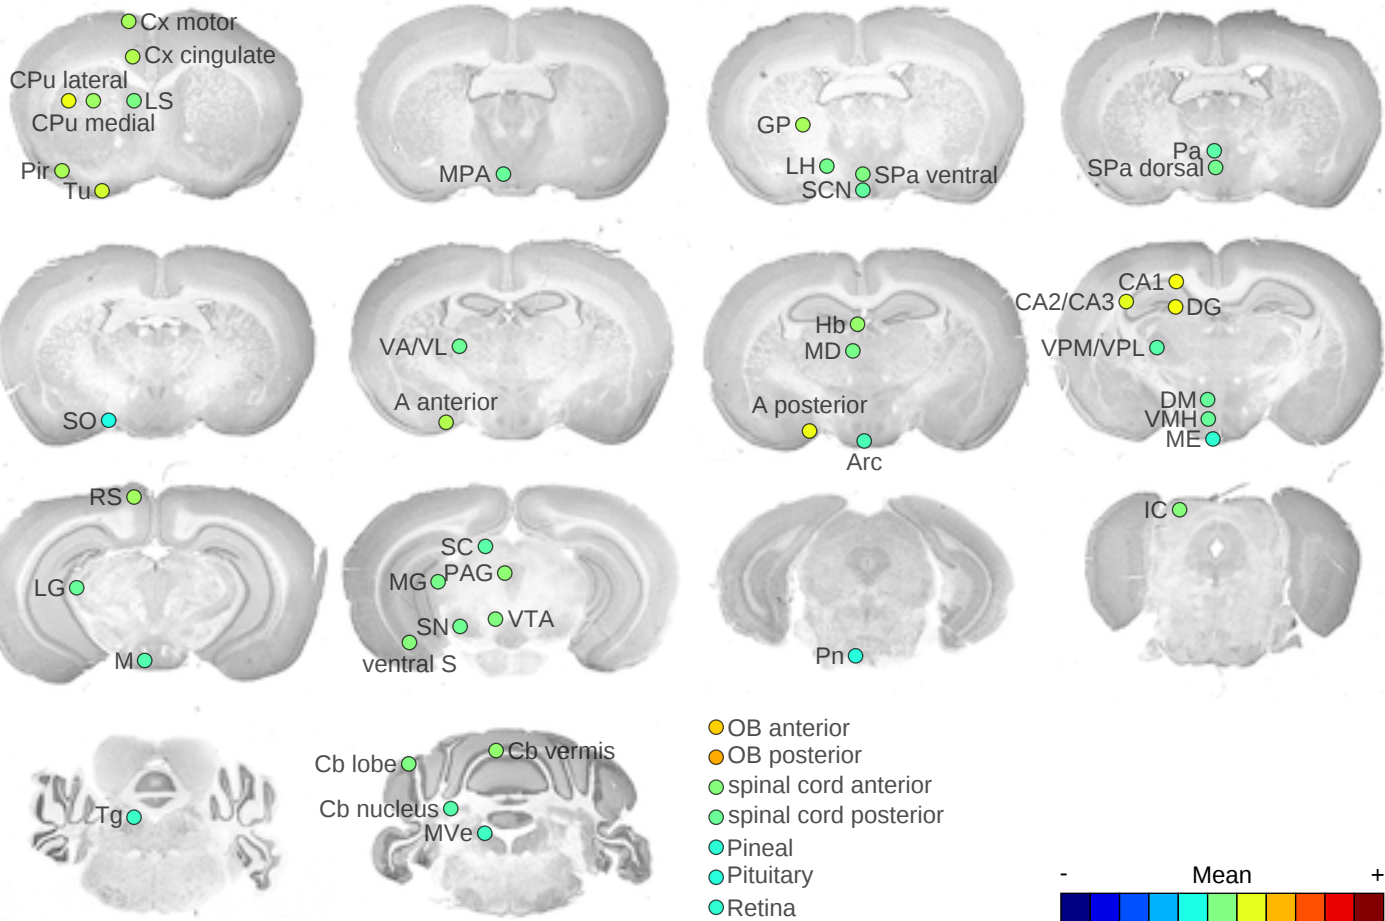 Cx motor
Cx cingulate
CPu lateral
LS
CPu medial
Pir
Tu
MPA
GP
LH
SPa ventral
SCN
Pa
SPa dorsal
SO
VA/VL
A anterior
Hb
MD
A posterior
Arc
CA1
CA2/CA3
DG
VPM/VPL
DM
VMH
ME
RS
LG
M
SC
MG
PAG
SN
VTA
ventral S
Pn
IC
Tg
Cb lobe
Cb vermis
Cb nucleus
MVe
OB anterior
OB posterior
spinal cord anterior
spinal cord posterior
Pineal
Pituitary
Retina
- Mean +